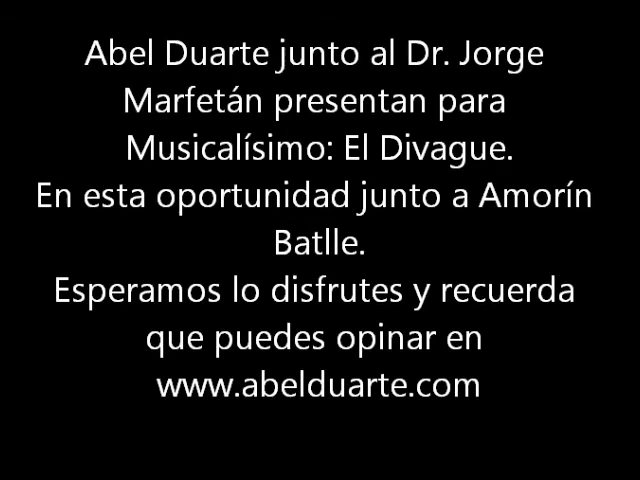 Abel Duarte junto al Dr. Jorge
Marfetán presentan para
Musicalísimo: El Divague.
En esta oportunidad junto a Amorín
Batlle.
Esperamos lo disfrutes y recuerda
que puedes opinar en
www.abelduarte.com